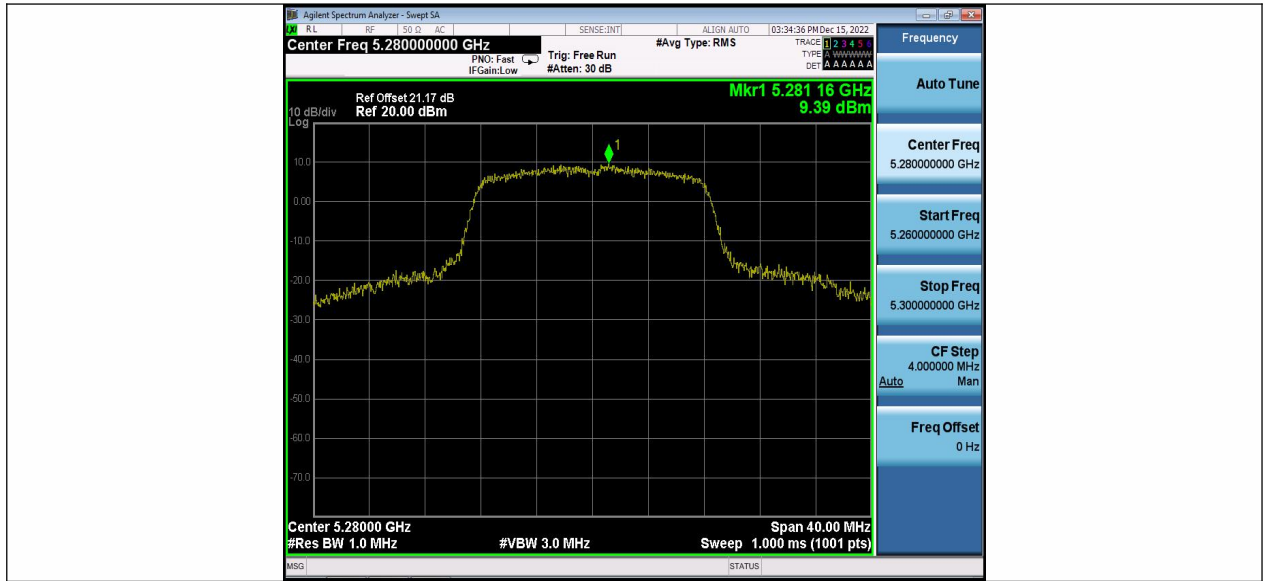 Agilent Spectrum Analyzer - Swept SA
RL RF 50 Ω AC SENSE:INT ALIGN AUTO 03:34:36 PM Dec 15, 2022
Center Freq 5.280000000 GHz
PNO: Fast
IFGain:Low
Trig: Free Run
#Atten: 30 dB
#Avg Type: RMS
TRACE 1 2 3 4 5 6
TYPE A WWWWW
DET A A A A A A
Ref Offset 21.17 dB
10 dB/div Ref 20.00 dBm
Log
Mkr1 5.281 16 GHz
9.39 dBm
1
10.0
0.00
-10.0
-20.0
-30.0
-40.0
-50.0
-60.0
-70.0
Center 5.28000 GHz Span 40.00 MHz
#Res BW 1.0 MHz #VBW 3.0 MHz Sweep 1.000 ms (1001 pts)
MSG STATUS
Frequency
Auto Tune
Center Freq
5.280000000 GHz
Start Freq
5.260000000 GHz
Stop Freq
5.300000000 GHz
CF Step
4.000000 MHz
Auto Man
Freq Offset
0 Hz